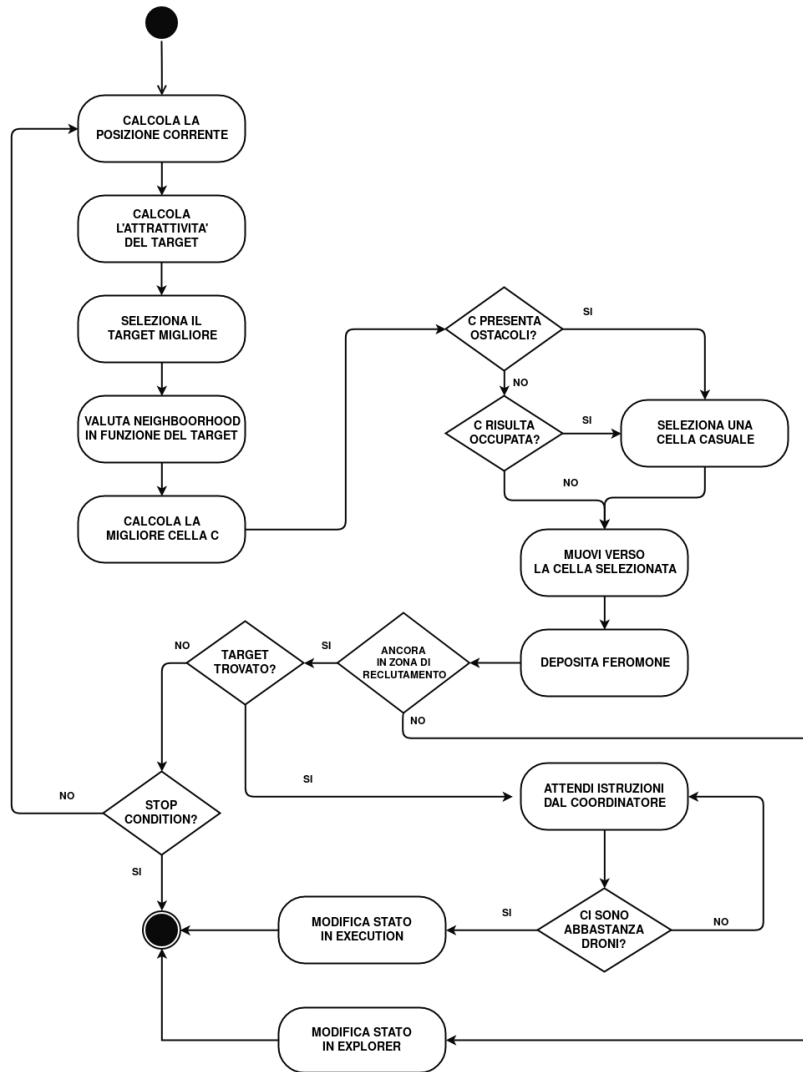 CALCOLA LA
POSIZIONE CORRENTE
CALCOLA
L'ATTRATTIVITA'
DEL TARGET
SELEZIONA IL
TARGET MIGLIORE
VALUTA NEIGHBOORHOOD
IN FUNZIONE DEL TARGET
CALCOLA LA
MIGLIORE CELLA C
C PRESENTA
OSTACOLI?
SI
NO
C RISULTA
OCCUPATA?
SI
NO
SELEZIONA UNA
CELLA CASUALE
MUOVI VERSO
LA CELLA SELEZIONATA
DEPOSITA FEROMONE
ANCORA
IN ZONA DI
RECLUTAMENTO
SI
NO
TARGET
TROVATO?
NO
SI
STOP
CONDITION?
NO
SI
ATTENDI ISTRUZIONI
DAL COORDINATORE
CI SONO
ABBASTANZA
DRONI?
SI
NO
MODIFICA STATO
IN EXECUTION
MODIFICA STATO
IN EXPLORER